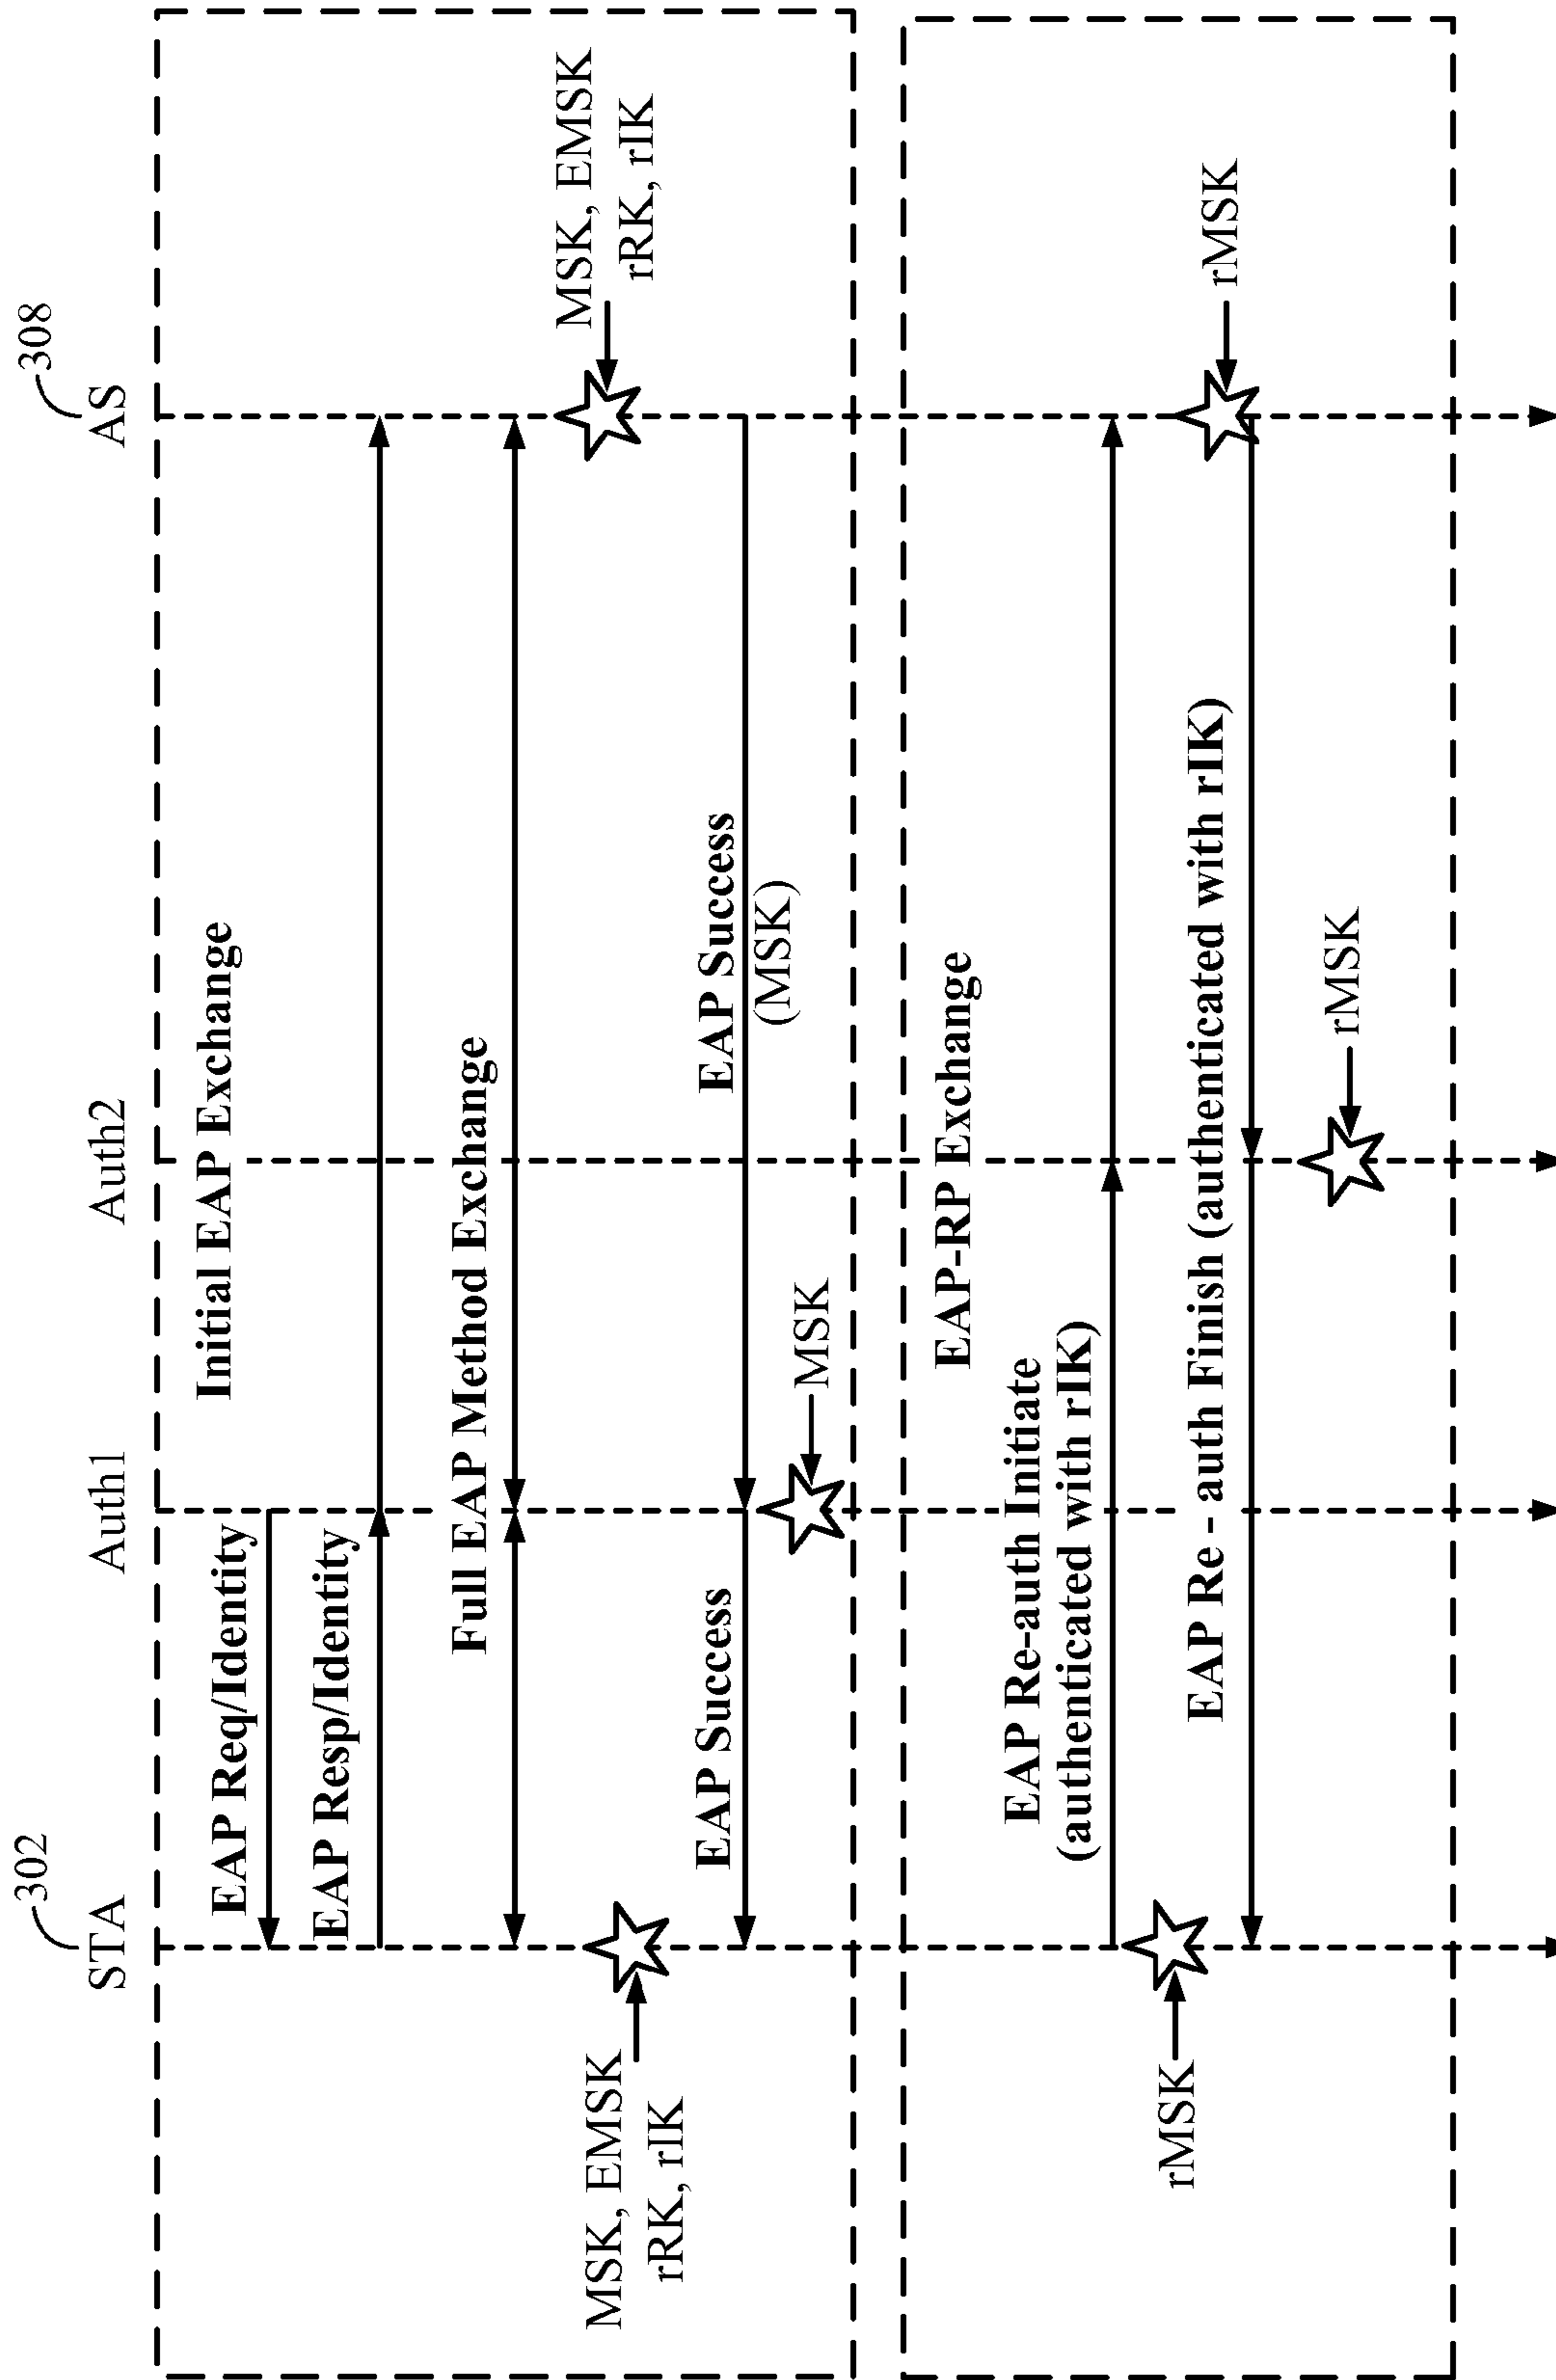 302
308
STA
Auth1
Auth2
AS
Initial EAP Exchange
EAP Req/Identity
EAP Resp/Identity
Full EAP Method Exchange
MSK, EMSK
rRK, rIK
MSK, EMSK
rRK, rIK
EAP Success
EAP Success
(MSK)
MSK
EAP-RP Exchange
EAP Re-auth Initiate
(authenticated with rIK)
rMSK
rMSK
EAP Re - auth Finish (authenticated with rIK)
rMSK